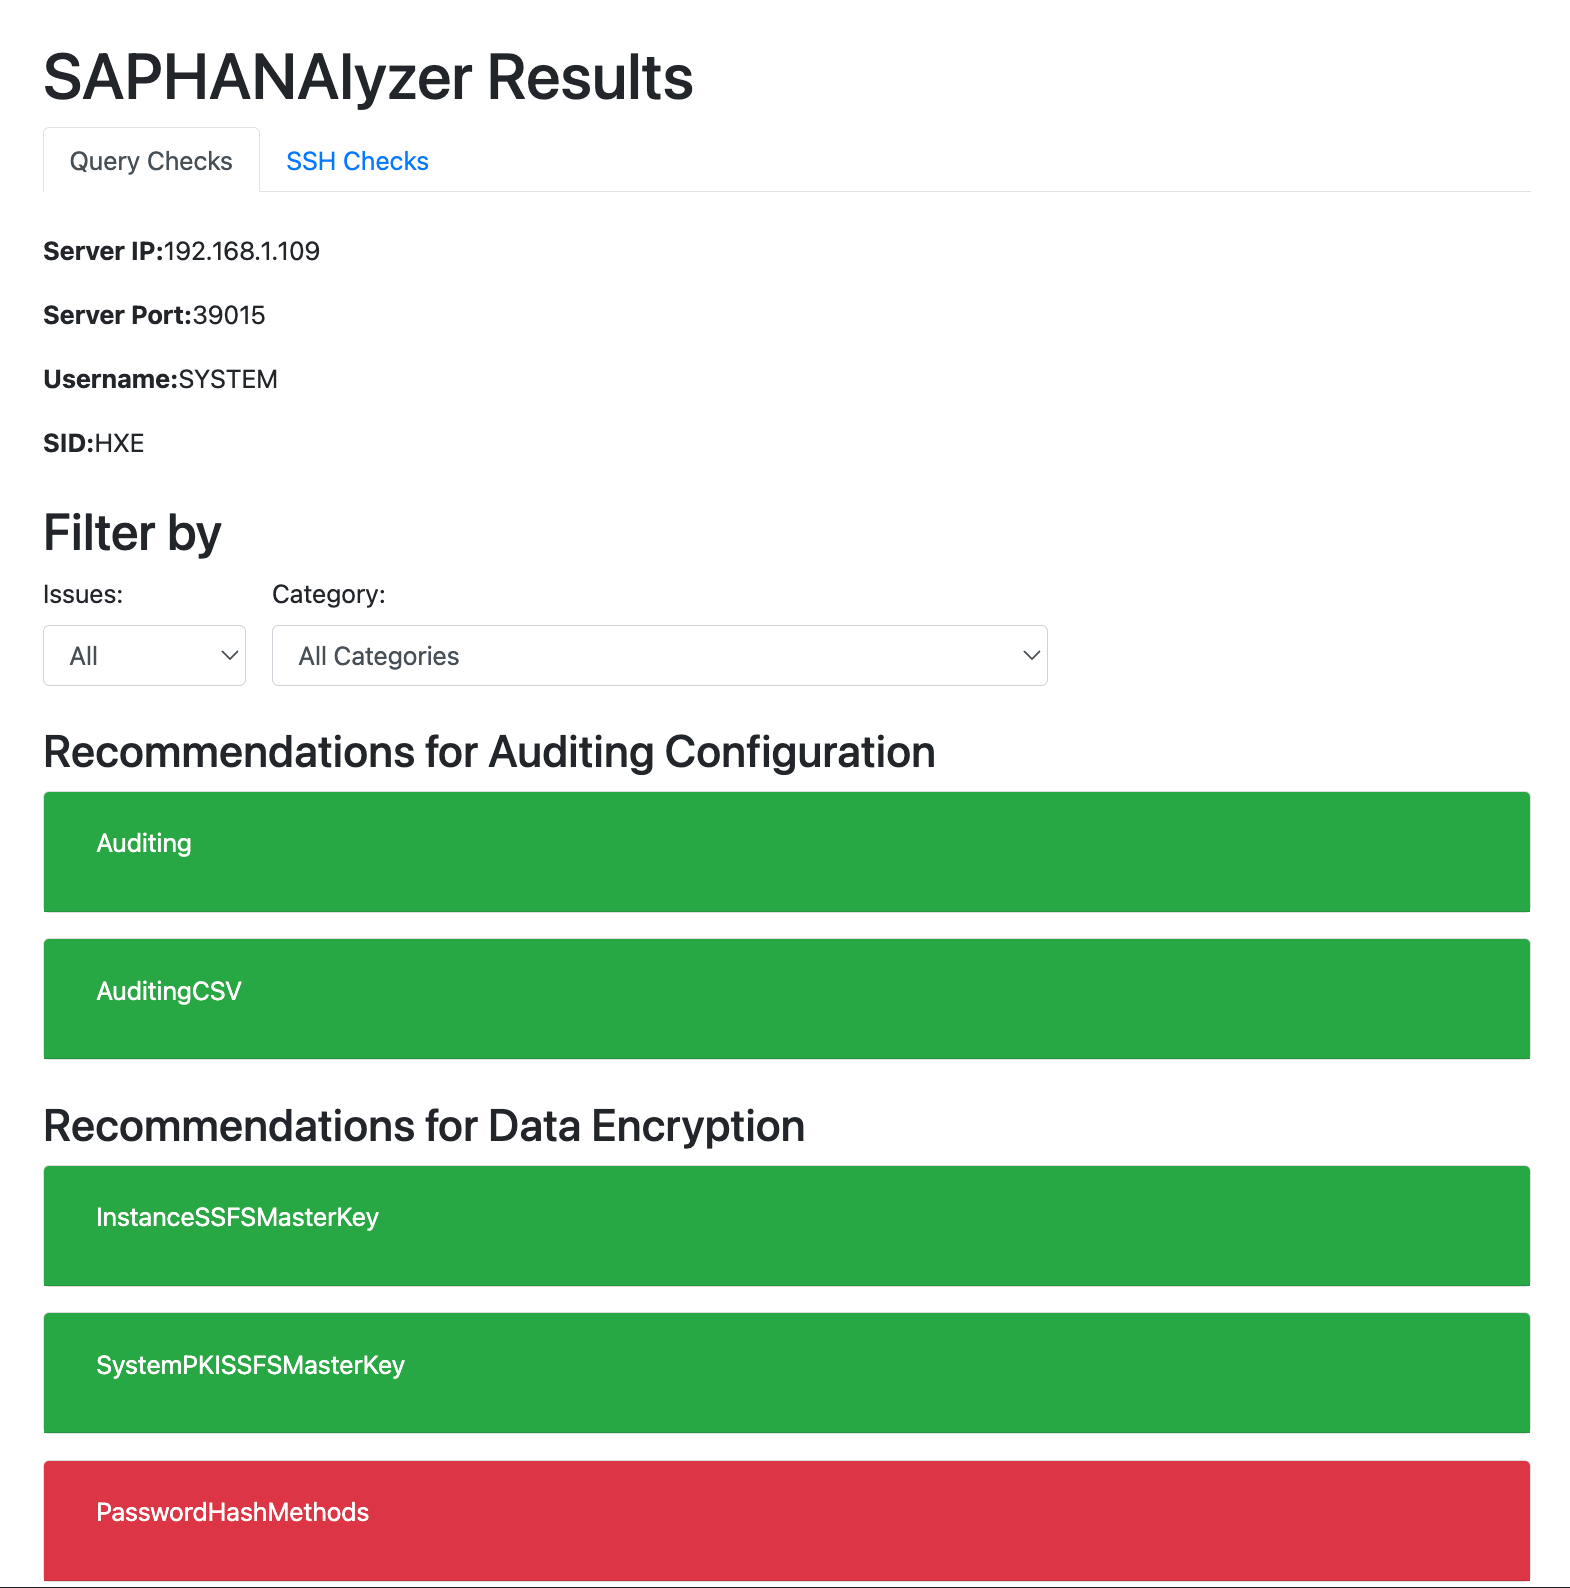 SAPHANAlyzer Results
Query Checks SSH Checks
Server IP:192.168.1.109
Server Port:39015
Username:SYSTEM
SID:HXE
Filter by
Issues: Category:
All All Categories
Recommendations for Auditing Configuration
Auditing
AuditingCSV
Recommendations for Data Encryption
InstanceSSFSMasterKey
SystemPKISSFSMasterKey
PasswordHashMethods